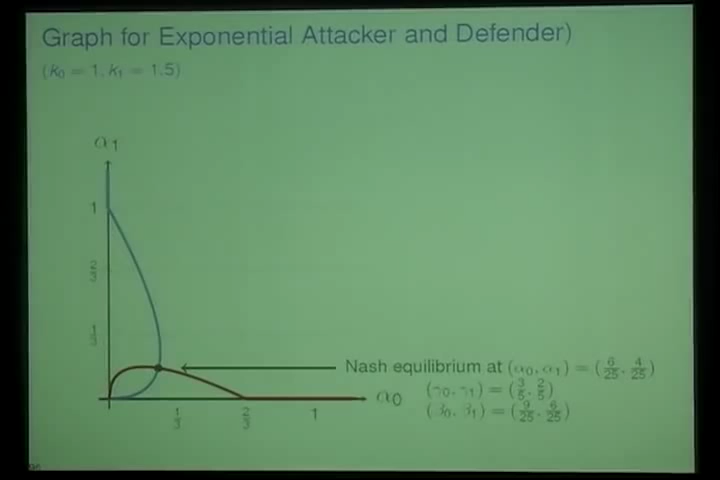 Graph for Exponential Attacker and Defender)
(k₀ = 1, k₁ = 1.5)
α₁
1
2/3
1/3
Nash equilibrium at (α₀, α₁) = (6/25, 4/25)
α₀
(γ₀, γ₁) = (3/5, 2/5)
1/3 2/3 1
(β₀, β₁) = (9/25, 6/25)